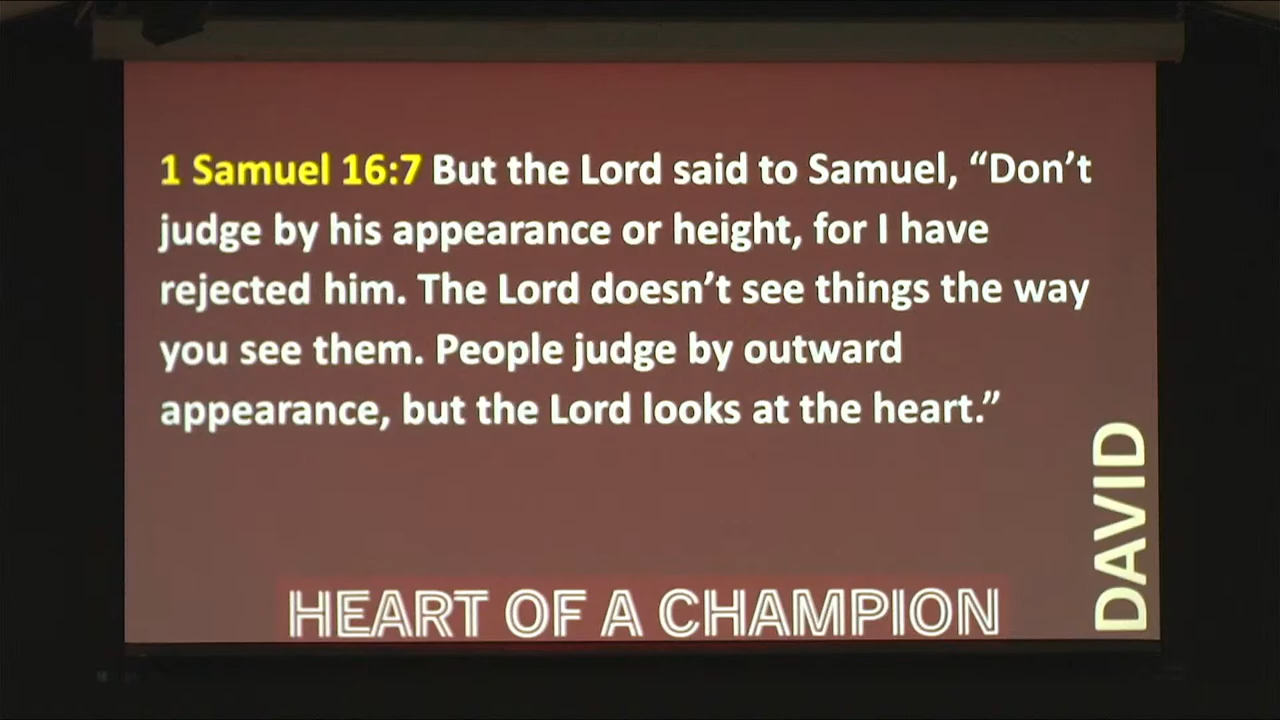 1 Samuel 16:7 But the Lord said to Samuel, “Don’t
judge by his appearance or height, for I have
rejected him. The Lord doesn’t see things the way
you see them. People judge by outward
appearance, but the Lord looks at the heart.”
DAVID
HEART OF A CHAMPION